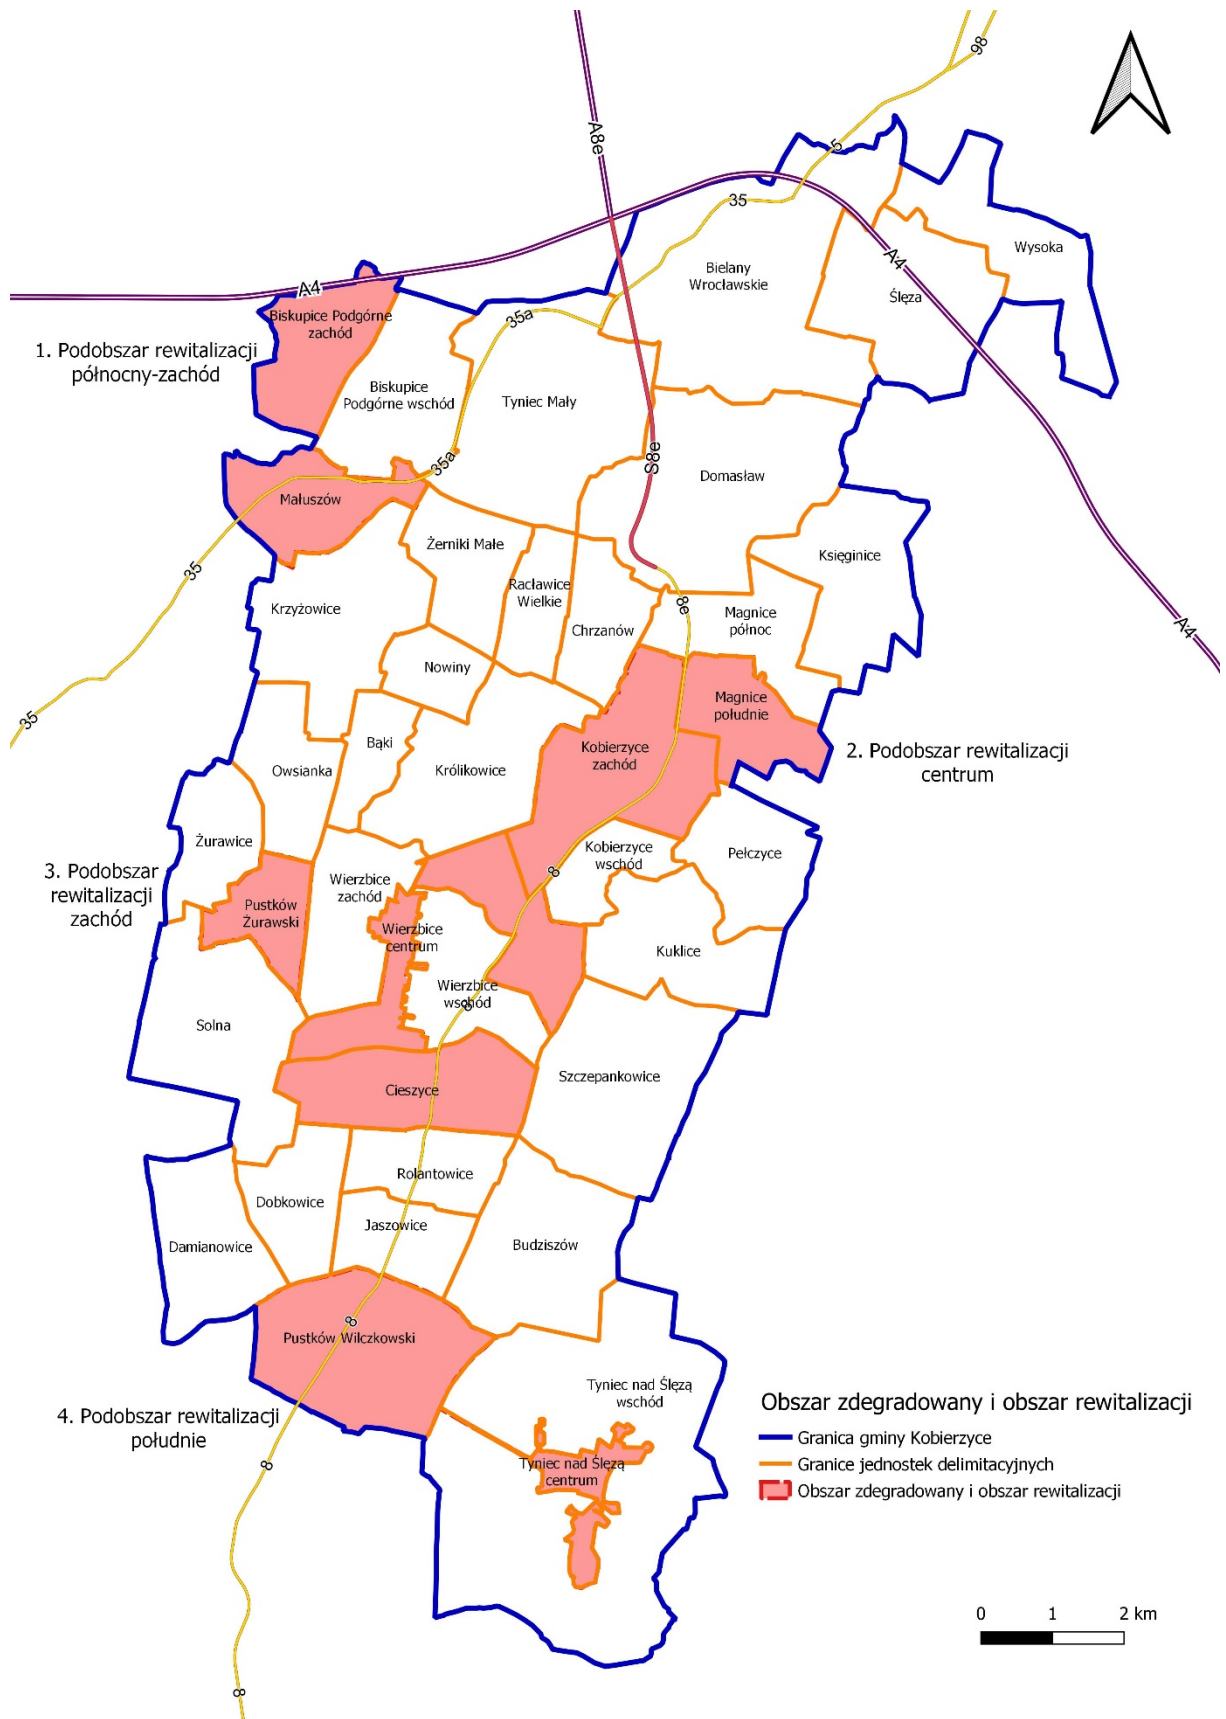 98
5
A8e
35
Wysoka
A4
Bielany
Wrocławskie
Ślęza
A4
Biskupice Podgórne
zachód
35a
1. Podobszar rewitalizacji
północny-zachód
Biskupice
Podgórne wschód
Tyniec Mały
S8e
35a
Domasław
Małuszów
Żerniki Małe
Księginice
35
Racławice
Wielkie
Krzyżowice
8e
Magnice
północ
Chrzanów
A4
Nowiny
Magnice
południe
35
Bąki
Kobierzyce
zachód
2. Podobszar rewitalizacji
centrum
Owsianka
Królikowice
Żurawice
Kobierzyce
wschód
Pełczyce
8
3. Podobszar
rewitalizacji
zachód
Wierzbice
zachód
Pustków
Żurawski
Wierzbice
centrum
Kuklice
Wierzbice
wschód
8
Solna
Szczepankowice
Cieszyce
Rolantowice
Dobkowice
Jaszowice
Damianowice
Budziszów
8
Pustków Wilczkowski
Tyniec nad Ślęzą
wschód
4. Podobszar rewitalizacji
południe
8
Tyniec nad Ślęzą
centrum
Obszar zdegradowany i obszar rewitalizacji
Granica gminy Kobierzyce
Granice jednostek delimitacyjnych
Obszar zdegradowany i obszar rewitalizacji
0 1 2 km
8